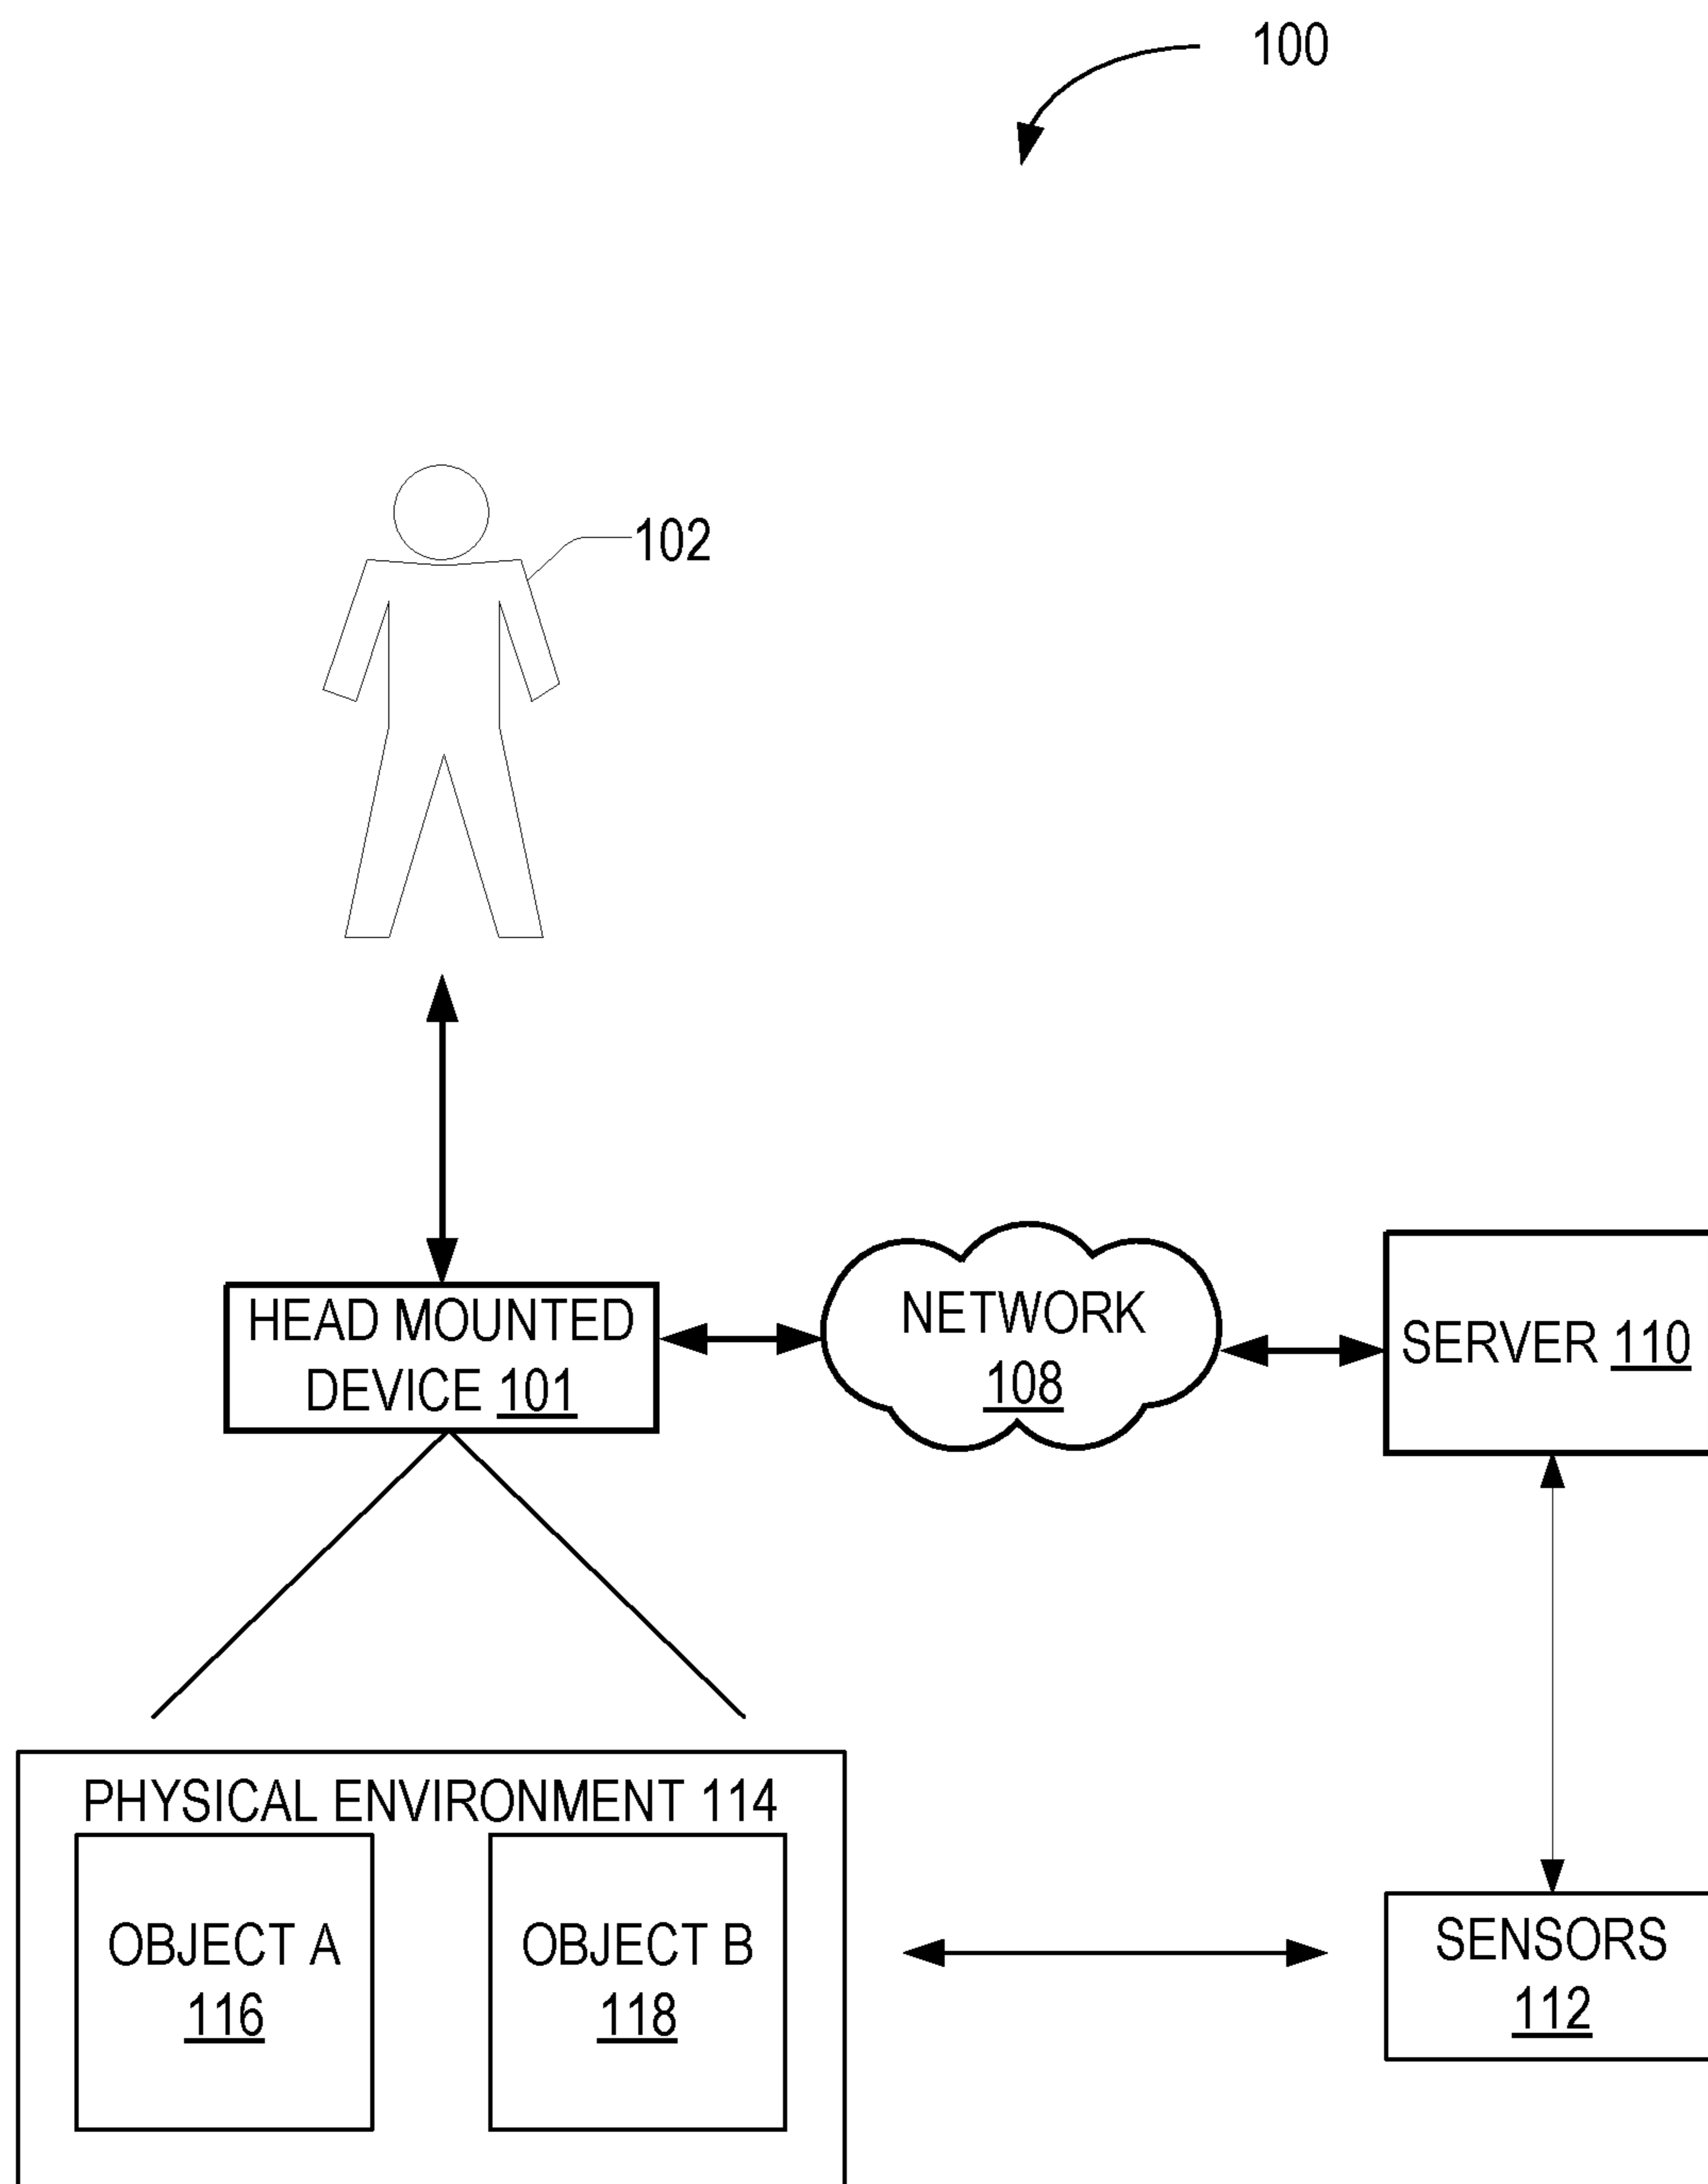 100
102
HEAD MOUNTED
DEVICE 101
NETWORK
108
SERVER 110
PHYSICAL ENVIRONMENT 114
OBJECT A
116
OBJECT B
118
SENSORS
112